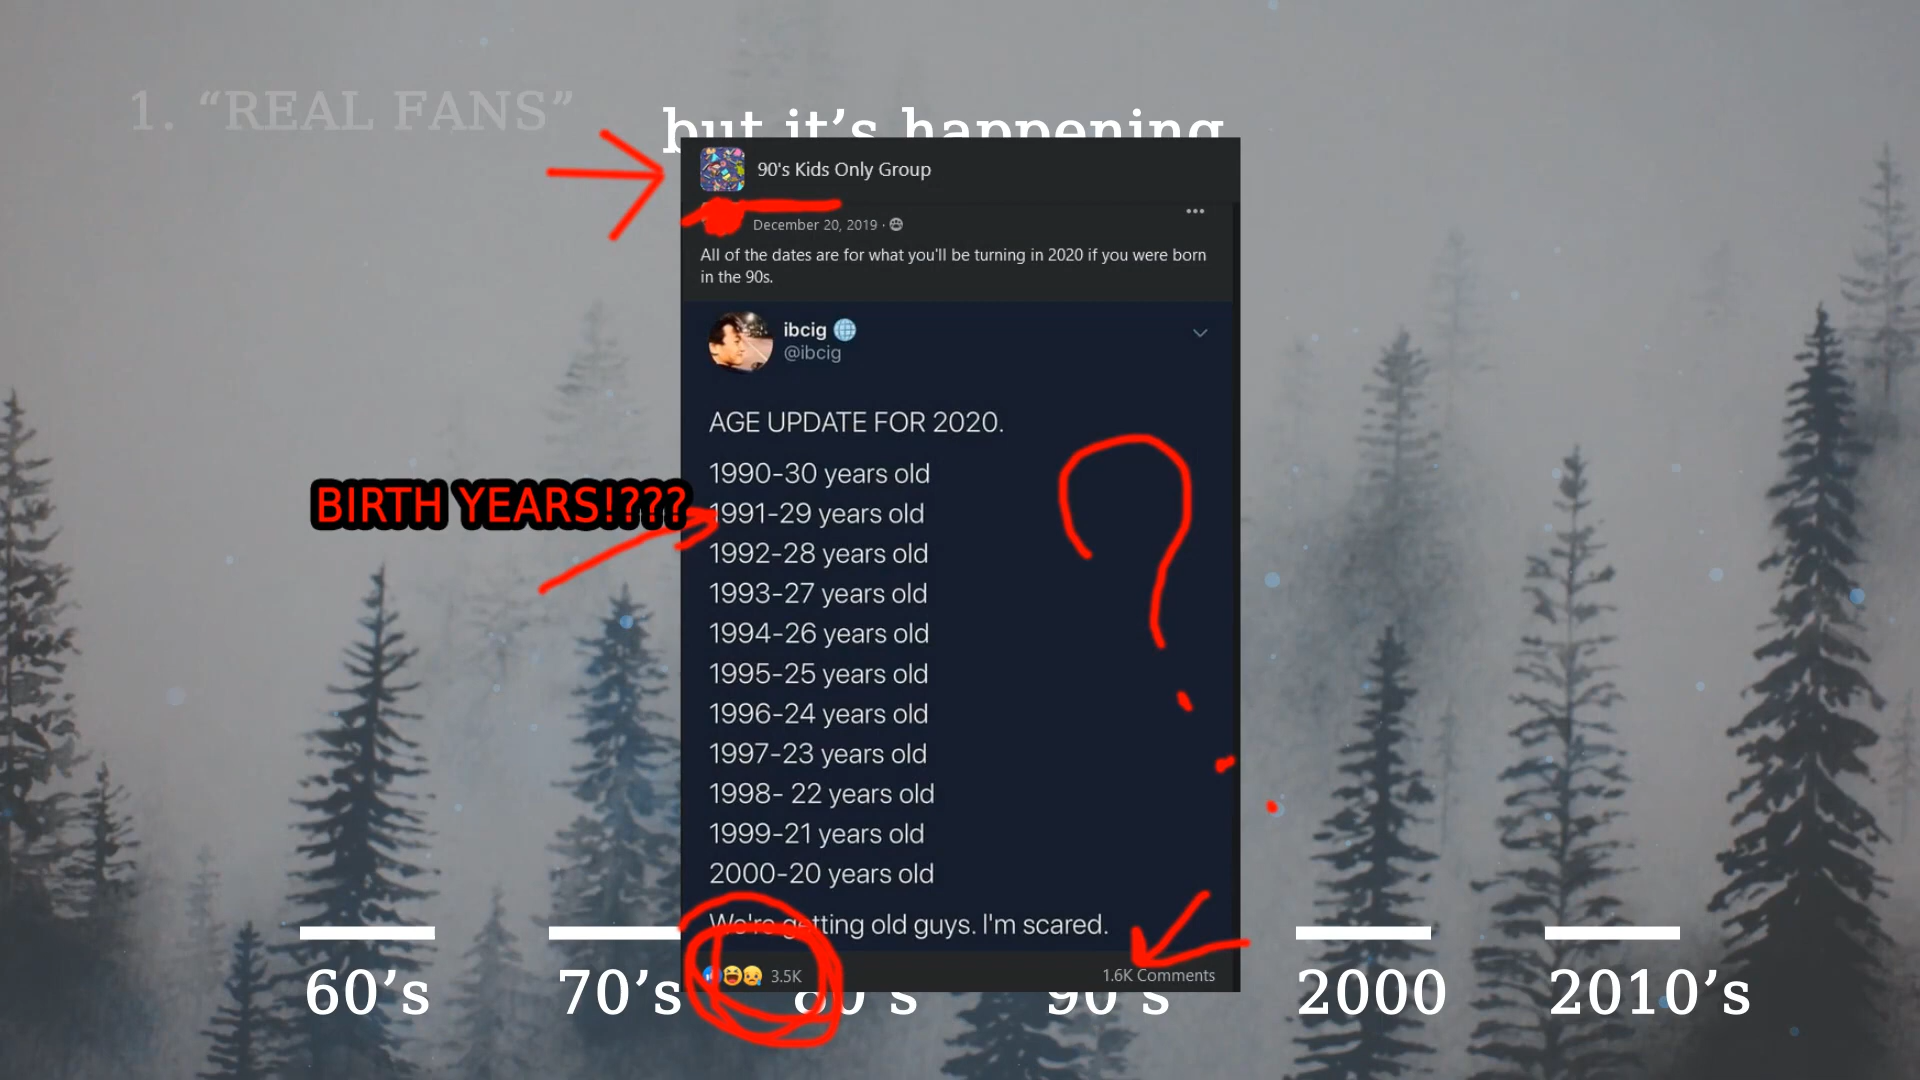 1. “REAL FANS”
but it’s happening
90's Kids Only Group
December 20, 2019 ·
All of the dates are for what you'll be turning in 2020 if you were born
in the 90s.
ibcig
@ibcig
AGE UPDATE FOR 2020.
1990-30 years old
BIRTH YEARS!???
1991-29 years old
1992-28 years old
1993-27 years old
1994-26 years old
1995-25 years old
1996-24 years old
1997-23 years old
1998- 22 years old
1999-21 years old
2000-20 years old
We're getting old guys. I'm scared.
3.5K
1.6K Comments
60’s
70’s
80’s
90’s
2000
2010’s